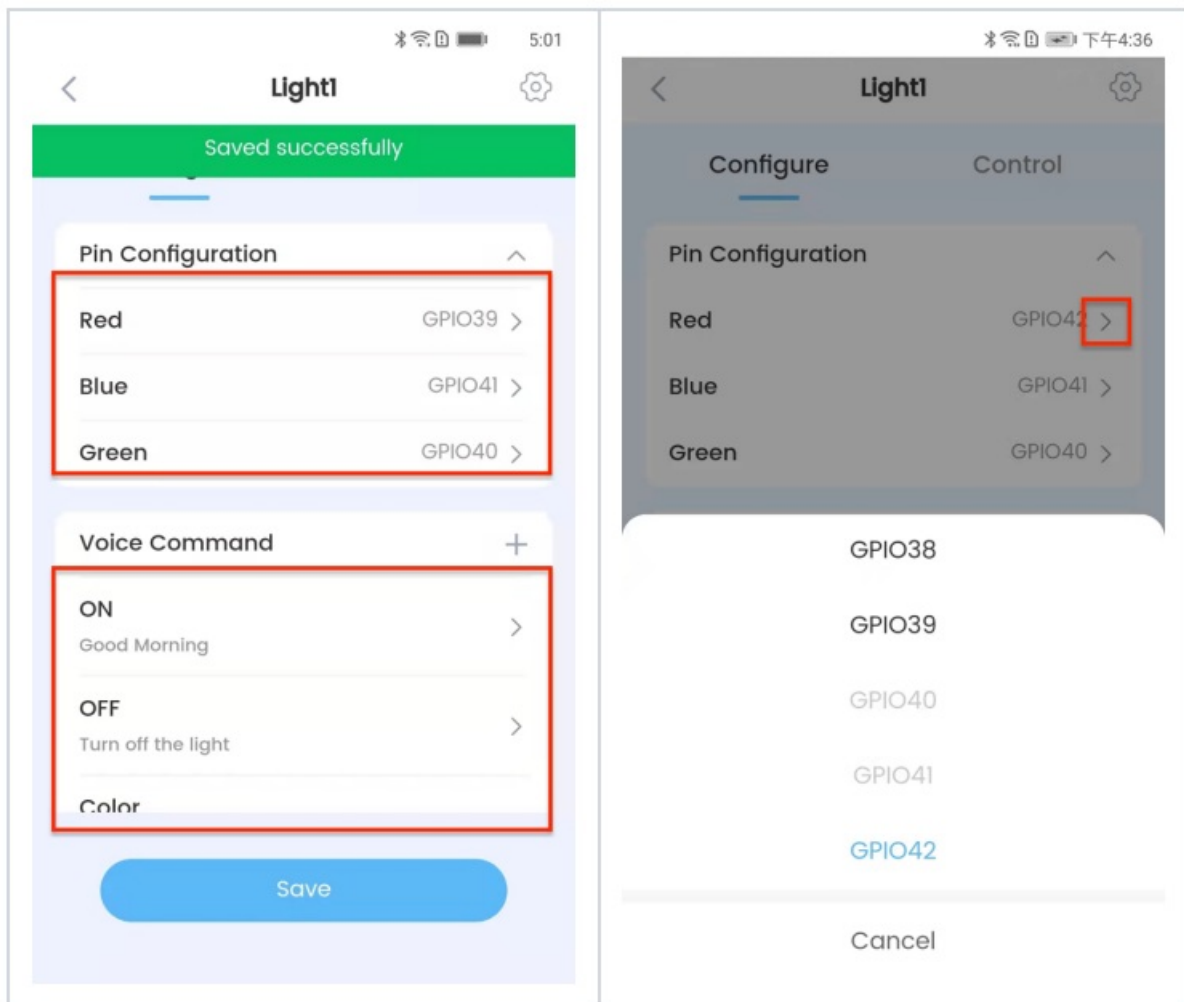 5:01
Light1
Saved successfully
Pin Configuration
Red GPIO39
Blue GPIO41
Green GPIO40
Voice Command
ON
Good Morning
OFF
Turn off the light
Color
Save
下午4:36
Light1
Configure Control
Pin Configuration
Red GPIO42
Blue GPIO41
Green GPIO40
GPIO38
GPIO39
GPIO40
GPIO41
GPIO42
Cancel